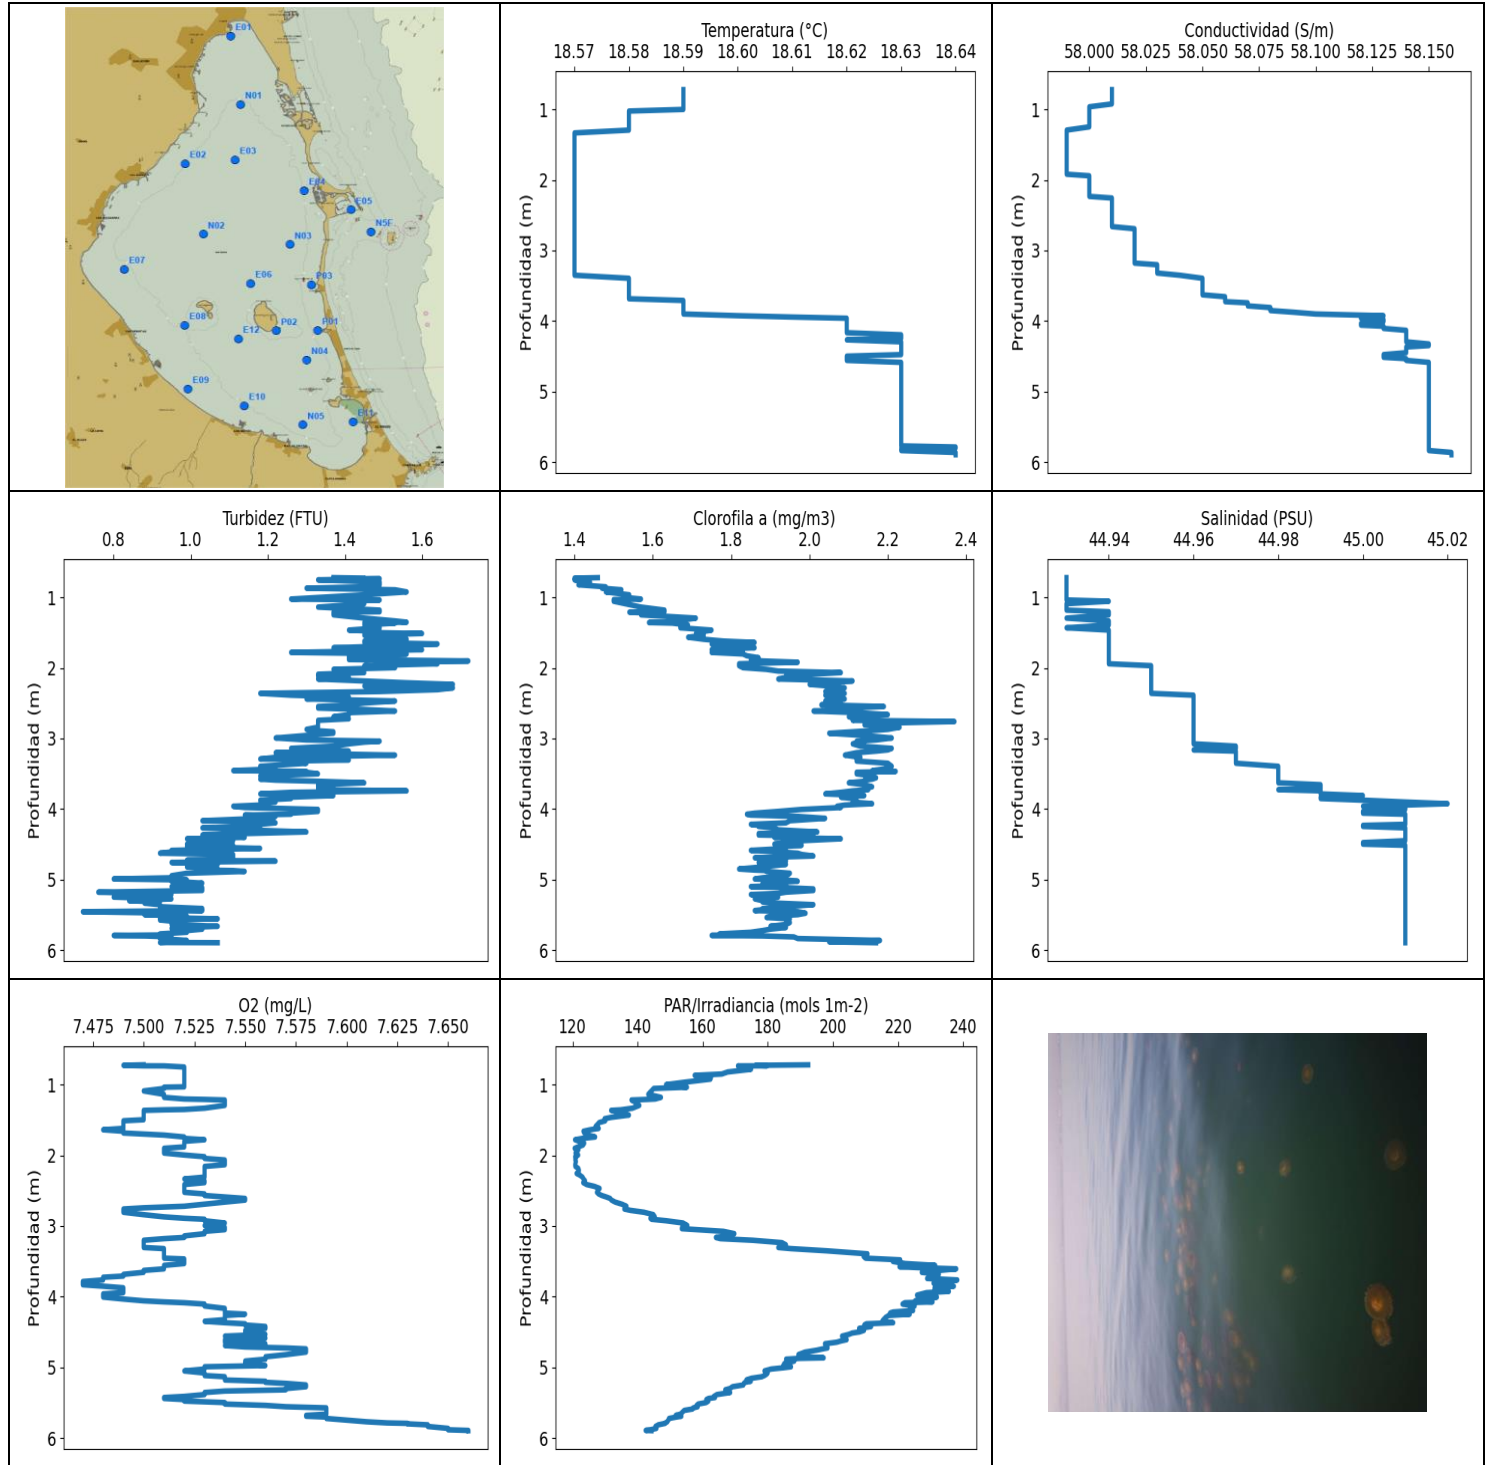 E01
N01
E02
E03
E04
E05
N5F
N02
N03
E07
E06
P03
E08
P02
P01
E12
N04
E09
E10
N05
E11
Temperatura (°C)
18.57 18.58 18.59 18.60 18.61 18.62 18.63 18.64
Profundidad (m)
1
2
3
4
5
6
Conductividad (S/m)
58.000 58.025 58.050 58.075 58.100 58.125 58.150
Profundidad (m)
1
2
3
4
5
6
Turbidez (FTU)
0.8 1.0 1.2 1.4 1.6
Profundidad (m)
1
2
3
4
5
6
Clorofila a (mg/m3)
1.4 1.6 1.8 2.0 2.2 2.4
Profundidad (m)
1
2
3
4
5
6
Salinidad (PSU)
44.94 44.96 44.98 45.00 45.02
Profundidad (m)
1
2
3
4
5
6
O2 (mg/L)
7.475 7.500 7.525 7.550 7.575 7.600 7.625 7.650
Profundidad (m)
1
2
3
4
5
6
PAR/Irradiancia (mols 1m-2)
120 140 160 180 200 220 240
Profundidad (m)
1
2
3
4
5
6